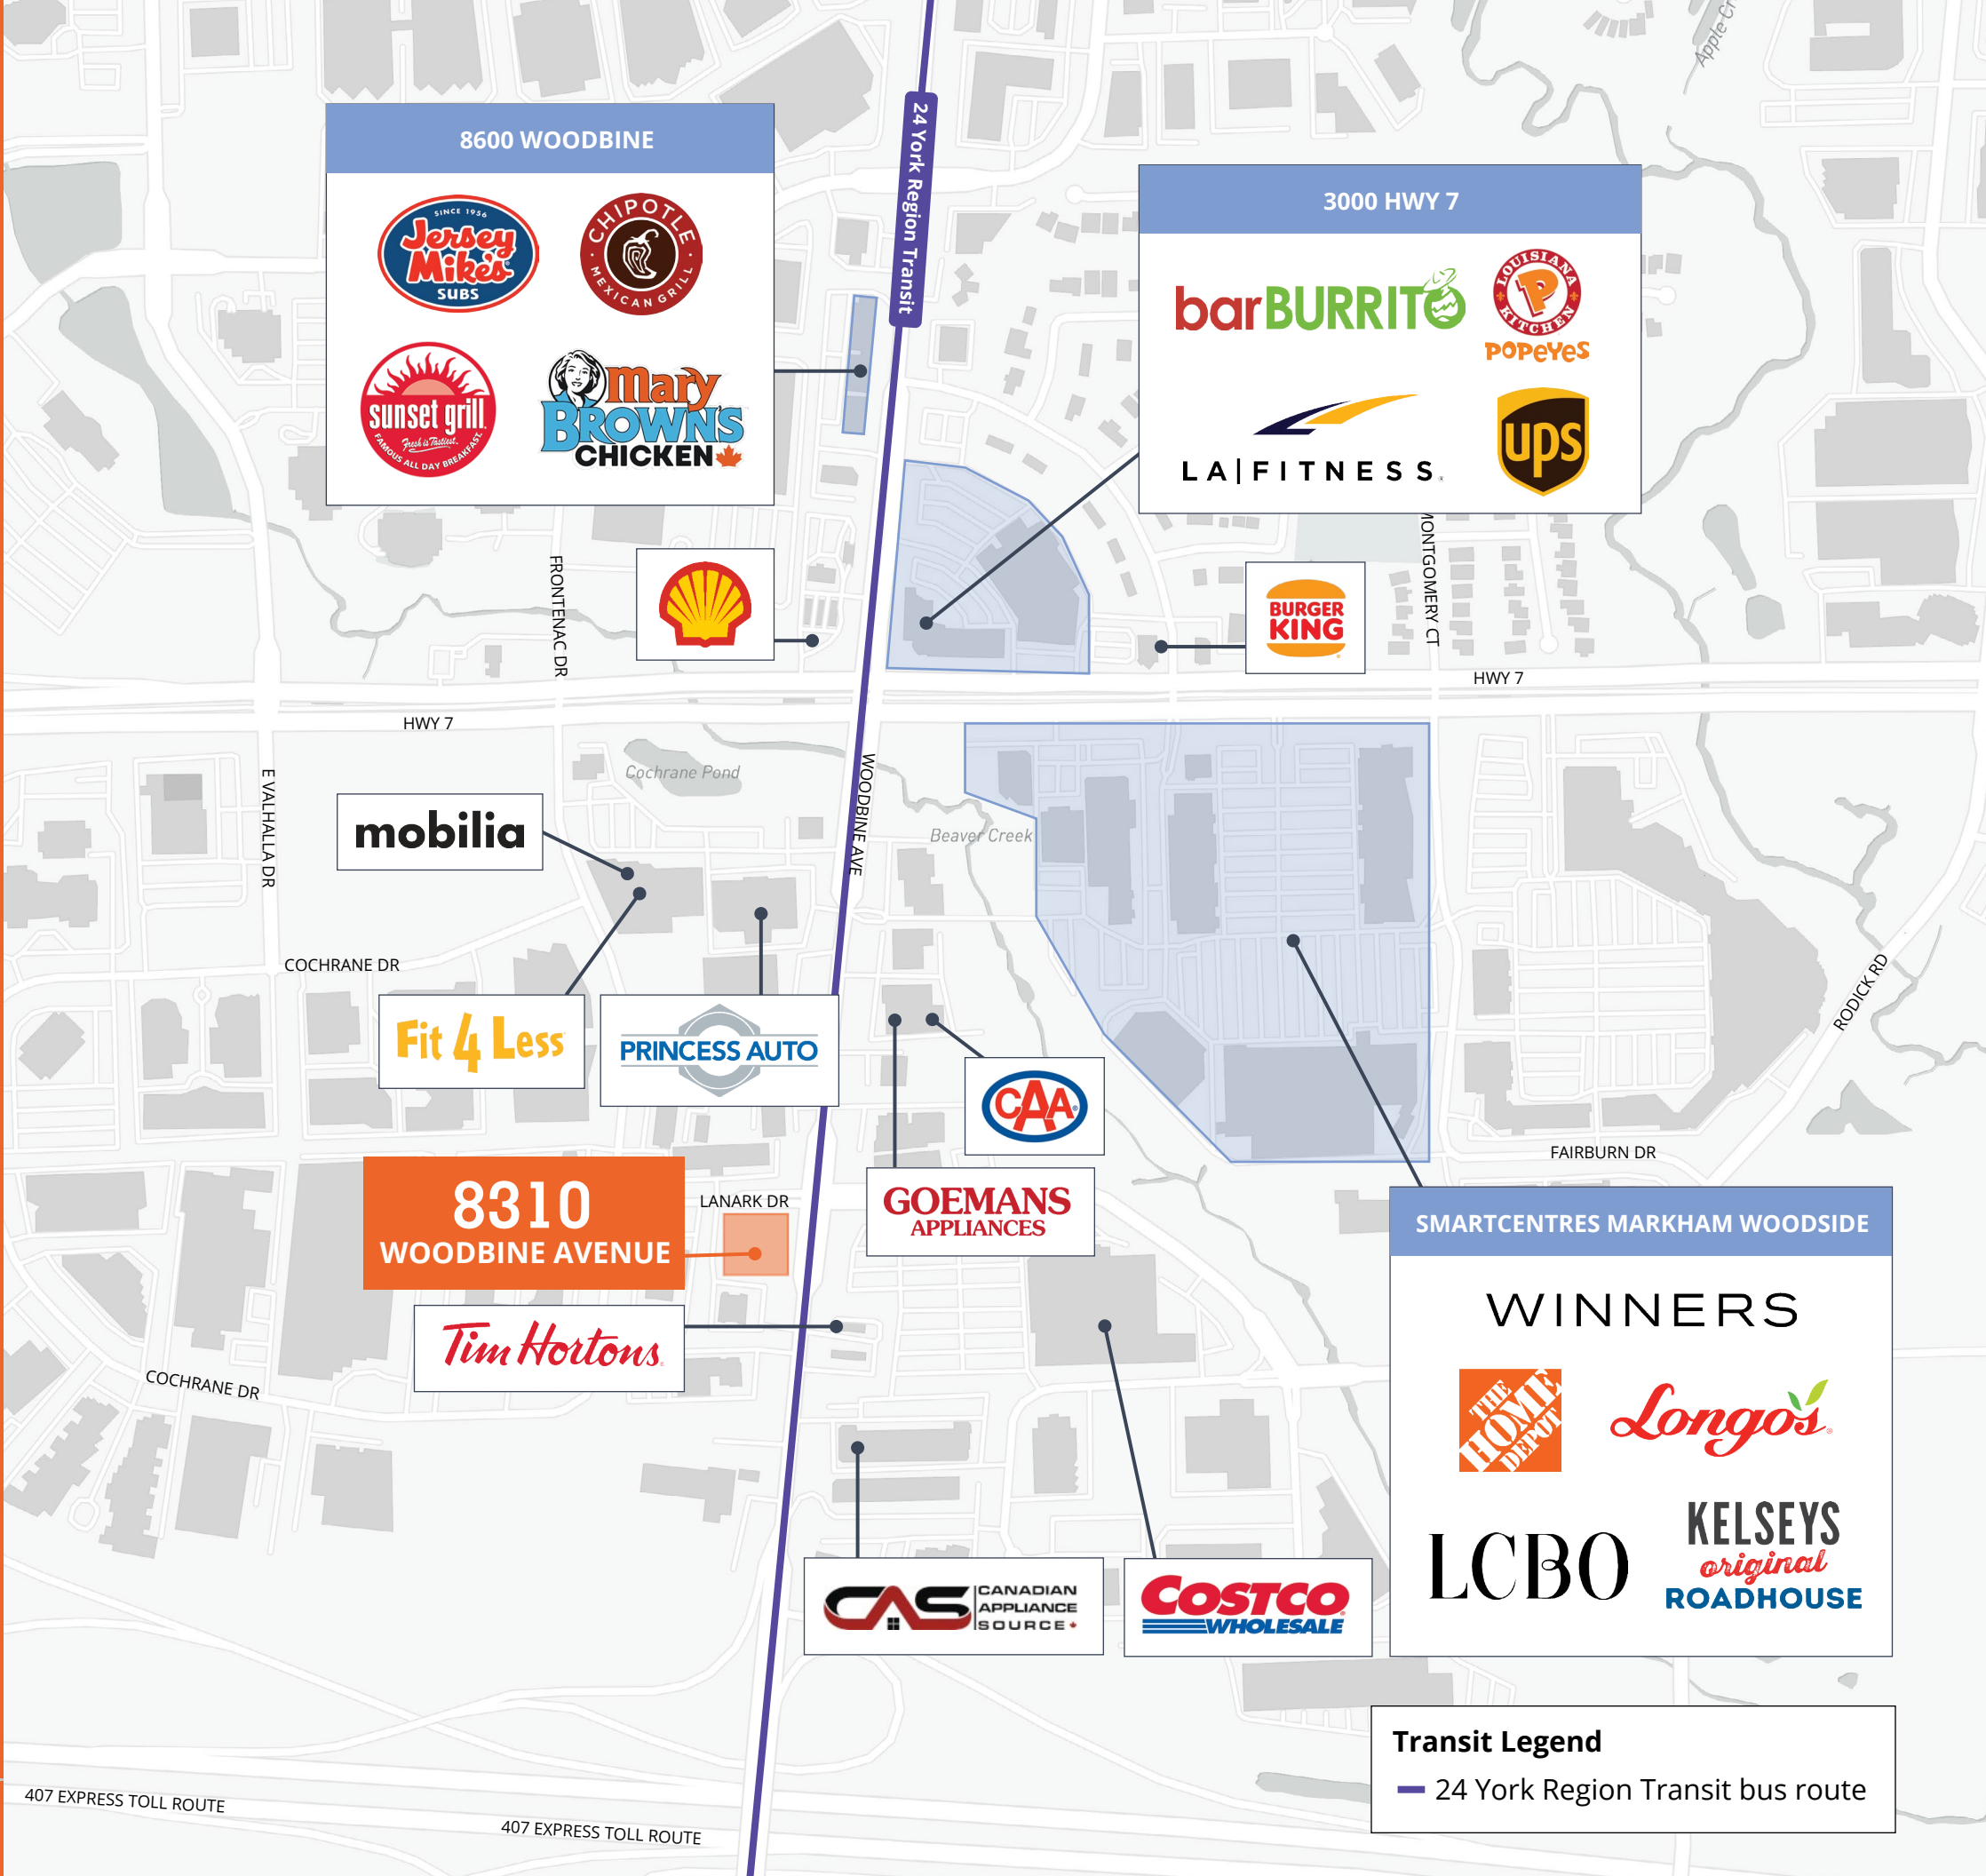 Apple Cr
24 York Region Transit
8600 WOODBINE
SINCE 1956
Jersey
Mike's
SUBS
CHIPOTLE
MEXICAN GRILL
sunset grill
Fresh is Tastiest.
FAMOUS ALL DAY BREAKFAST
mary
BROWN'S
CHICKEN
3000 HWY 7
barBURRITO
LOUISIANA
KITCHEN
POPEYES
LA|FITNESS.
ups
FRONTENAC DR
BURGER
KING
MONTGOMERY CT
HWY 7
HWY 7
E VALHALLA DR
Cochrane Pond
WOODBINE AVE
Beaver Creek
mobilia
COCHRANE DR
Fit 4 Less
PRINCESS AUTO
CAA
RODICK RD
FAIRBURN DR
8310
WOODBINE AVENUE
LANARK DR
GOEMANS
APPLIANCES
Tim Hortons
COCHRANE DR
SMARTCENTRES MARKHAM WOODSIDE
WINNERS
THE
HOME
DEPOT
Longo's
LCBO
KELSEYS
original
ROADHOUSE
CAS
CANADIAN
APPLIANCE
SOURCE
COSTCO
WHOLESALE
Transit Legend
24 York Region Transit bus route
407 EXPRESS TOLL ROUTE
407 EXPRESS TOLL ROUTE